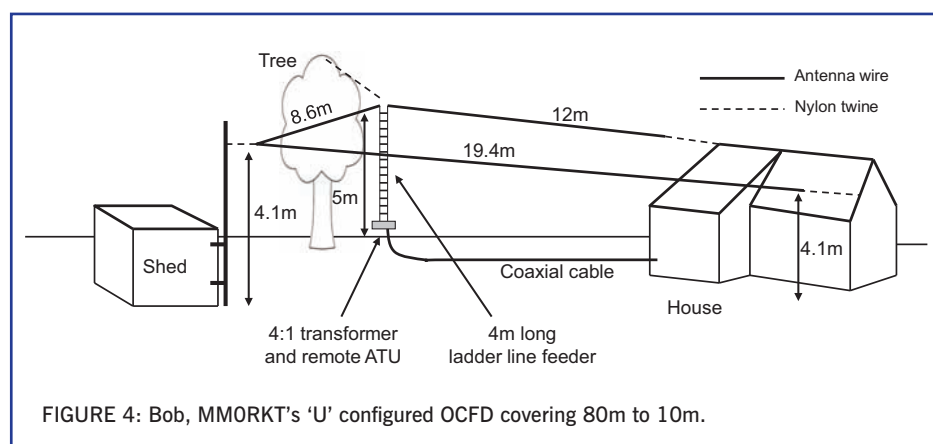 Tree
Antenna wire
Nylon twine
8.6m
12m
19.4m
5m
4.1m
4.1m
Shed
Coaxial cable
House
4:1 transformer
and remote ATU
4m long
ladder line feeder
FIGURE 4: Bob, MM0RKT's 'U' configured OCFD covering 80m to 10m.